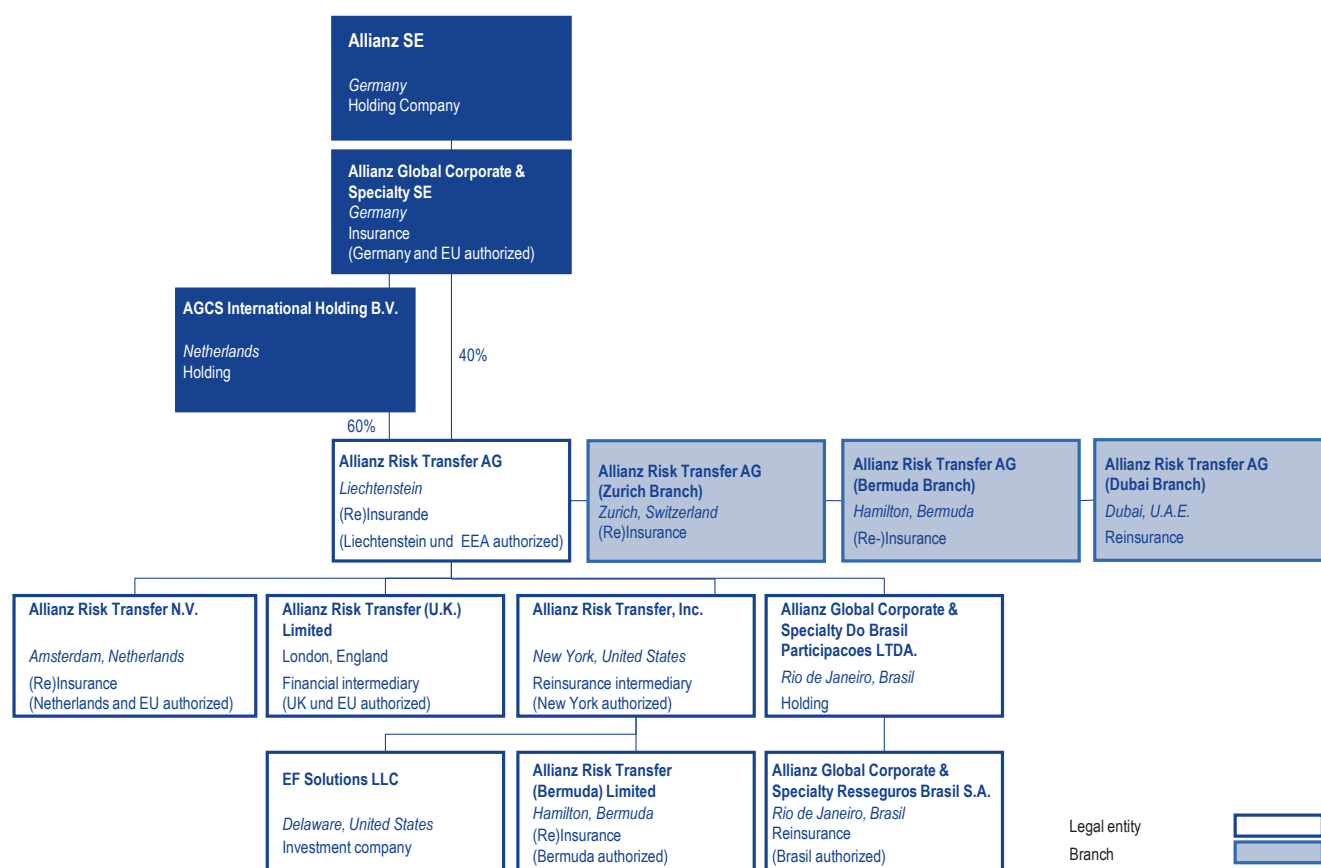 Allianz SE
Germany
Holding Company
Allianz Global Corporate &
Specialty SE
Germany
Insurance
(Germany and EU authorized)
AGCS International Holding B.V.
Netherlands
Holding
40%
60%
Allianz Risk Transfer AG
Liechtenstein
(Re)Insurande
(Liechtenstein und EEA authorized)
Allianz Risk Transfer AG
(Zurich Branch)
Zurich, Switzerland
(Re)Insurance
Allianz Risk Transfer AG
(Bermuda Branch)
Hamilton, Bermuda
(Re-)Insurance
Allianz Risk Transfer AG
(Dubai Branch)
Dubai, U.A.E.
Reinsurance
Allianz Risk Transfer N.V.
Amsterdam, Netherlands
(Re)Insurance
(Netherlands and EU authorized)
Allianz Risk Transfer (U.K.)
Limited
London, England
Financial intermediary
(UK und EU authorized)
Allianz Risk Transfer, Inc.
New York, United States
Reinsurance intermediary
(New York authorized)
Allianz Global Corporate &
Specialty Do Brasil
Participacoes LTDA.
Rio de Janeiro, Brasil
Holding
EF Solutions LLC
Delaware, United States
Investment company
Allianz Risk Transfer
(Bermuda) Limited
Hamilton, Bermuda
(Re)Insurance
(Bermuda authorized)
Allianz Global Corporate &
Specialty Resseguros Brasil S.A.
Rio de Janeiro, Brasil
Reinsurance
(Brasil authorized)
Legal entity
Branch